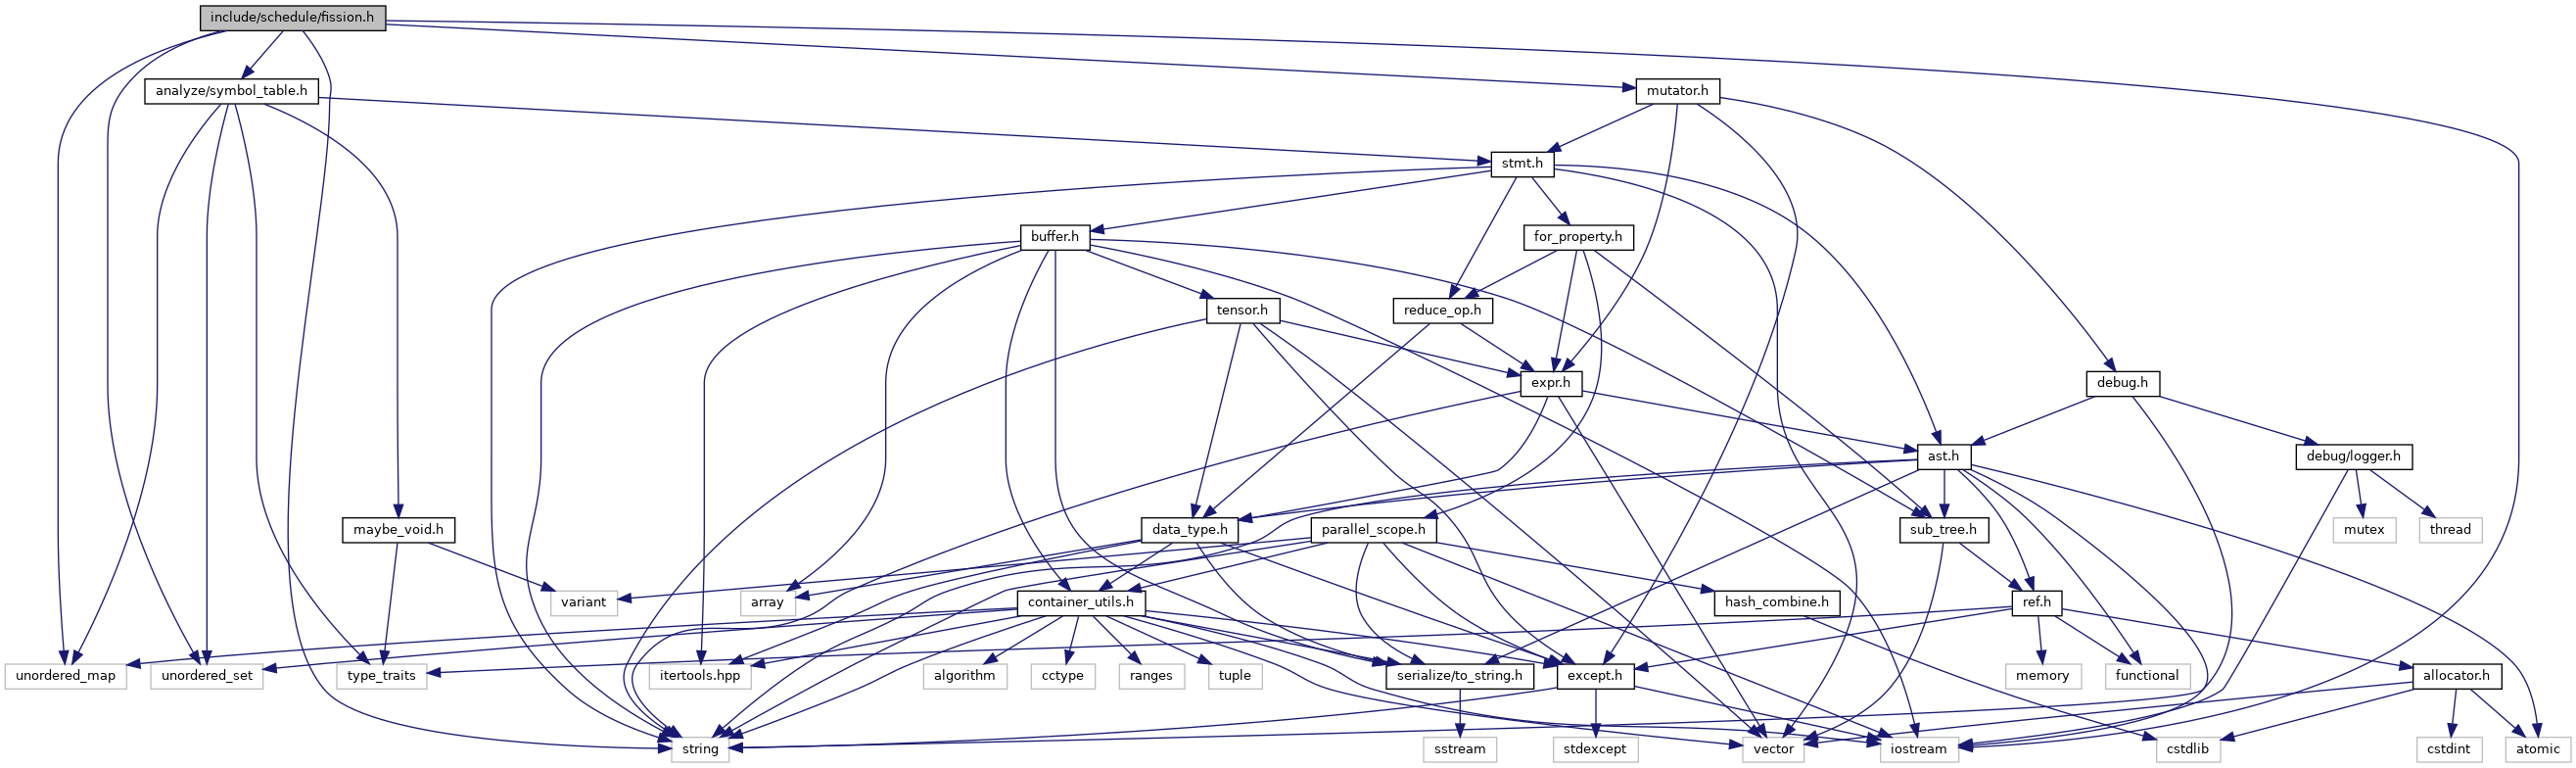 include/schedule/fission.h
analyze/symbol_table.h
mutator.h
stmt.h
buffer.h
for_property.h
tensor.h
reduce_op.h
expr.h
debug.h
ast.h
debug/logger.h
maybe_void.h
data_type.h
parallel_scope.h
sub_tree.h
mutex
thread
variant
array
container_utils.h
hash_combine.h
ref.h
unordered_map
unordered_set
type_traits
itertools.hpp
algorithm
cctype
ranges
tuple
serialize/to_string.h
except.h
memory
functional
allocator.h
string
sstream
stdexcept
vector
iostream
cstdlib
cstdint
atomic